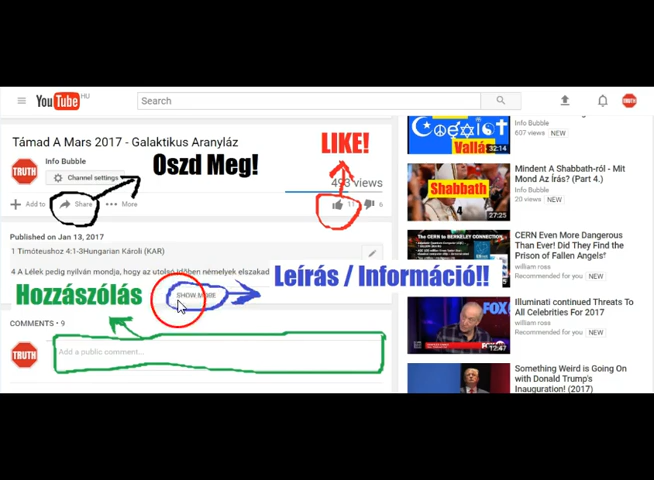 YouTube HU
Search
TRUTH
Támad A Mars 2017 - Galaktikus Aranyláz
LIKE!
TRUTH
Info Bubble
Channel settings
Oszd Meg!
493 views
Add to
Share
More
11
6
Published on Jan 13, 2017
1 Timóteushoz 4:1-3Hungarian Károli (KAR)
4 A Lélek pedig nyilván mondja, hogy az utolsó időben némelyek elszakad
Leírás / Információ!!
SHOW MORE
Hozzászólás
COMMENTS • 9
TRUTH
Add a public comment...
Vallás
32:14
Info Bubble
607 views NEW
Shabbath
4
27:25
Mindent A Shabbath-ról - Mit
Mond Az Írás? (Part 4.)
Info Bubble
20 views NEW
CERN Even More Dangerous
Than Ever! Did They Find the
Prison of Fallen Angels?
william ross
Recommended for you NEW
FOX
12:47
Illuminati continued Threats To
All Celebrities For 2017
william ross
Recommended for you NEW
Something Weird is Going On
with Donald Trump's
Inauguration! (2017)